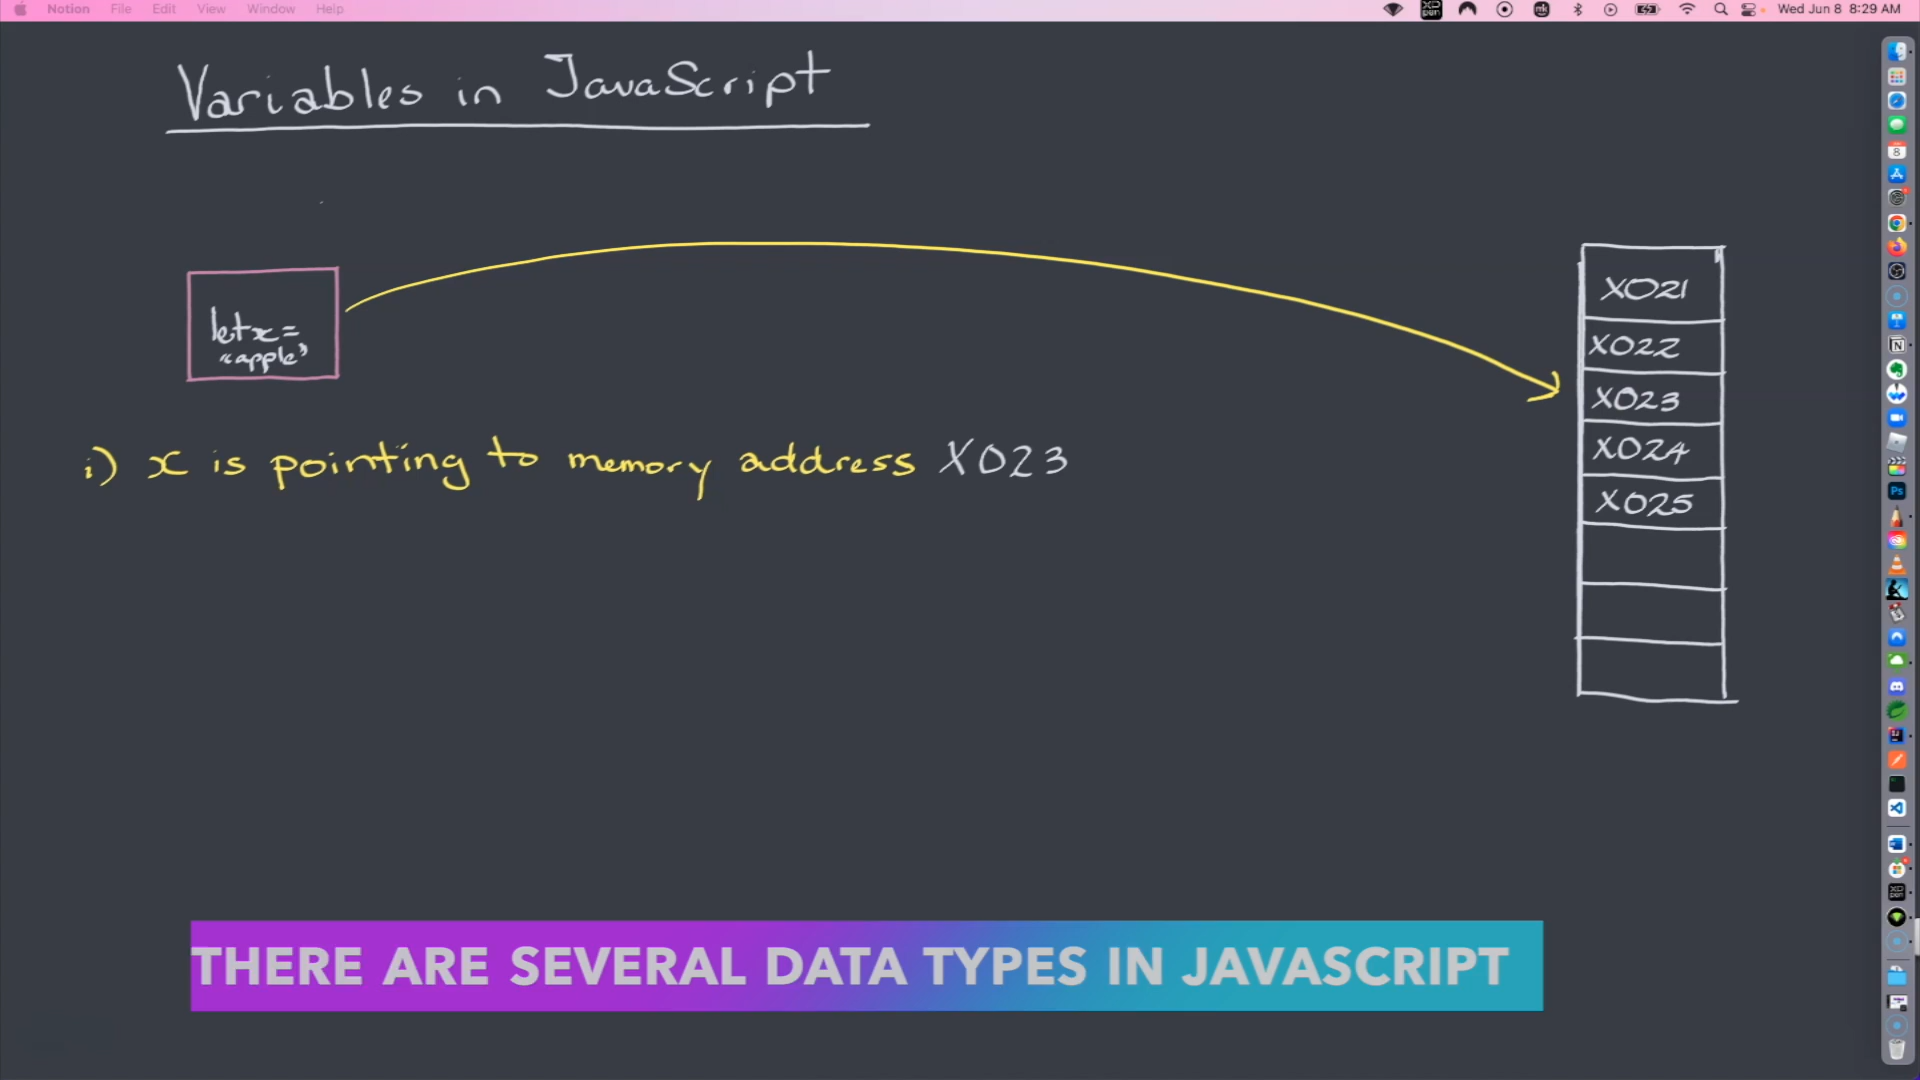 Notion File Edit View Window Help Wed Jun 8 8:29 AM
Variables in JavaScript
let x =
"apple"
X021
X022
X023
X024
X025
i) x is pointing to memory address X023
THERE ARE SEVERAL DATA TYPES IN JAVASCRIPT